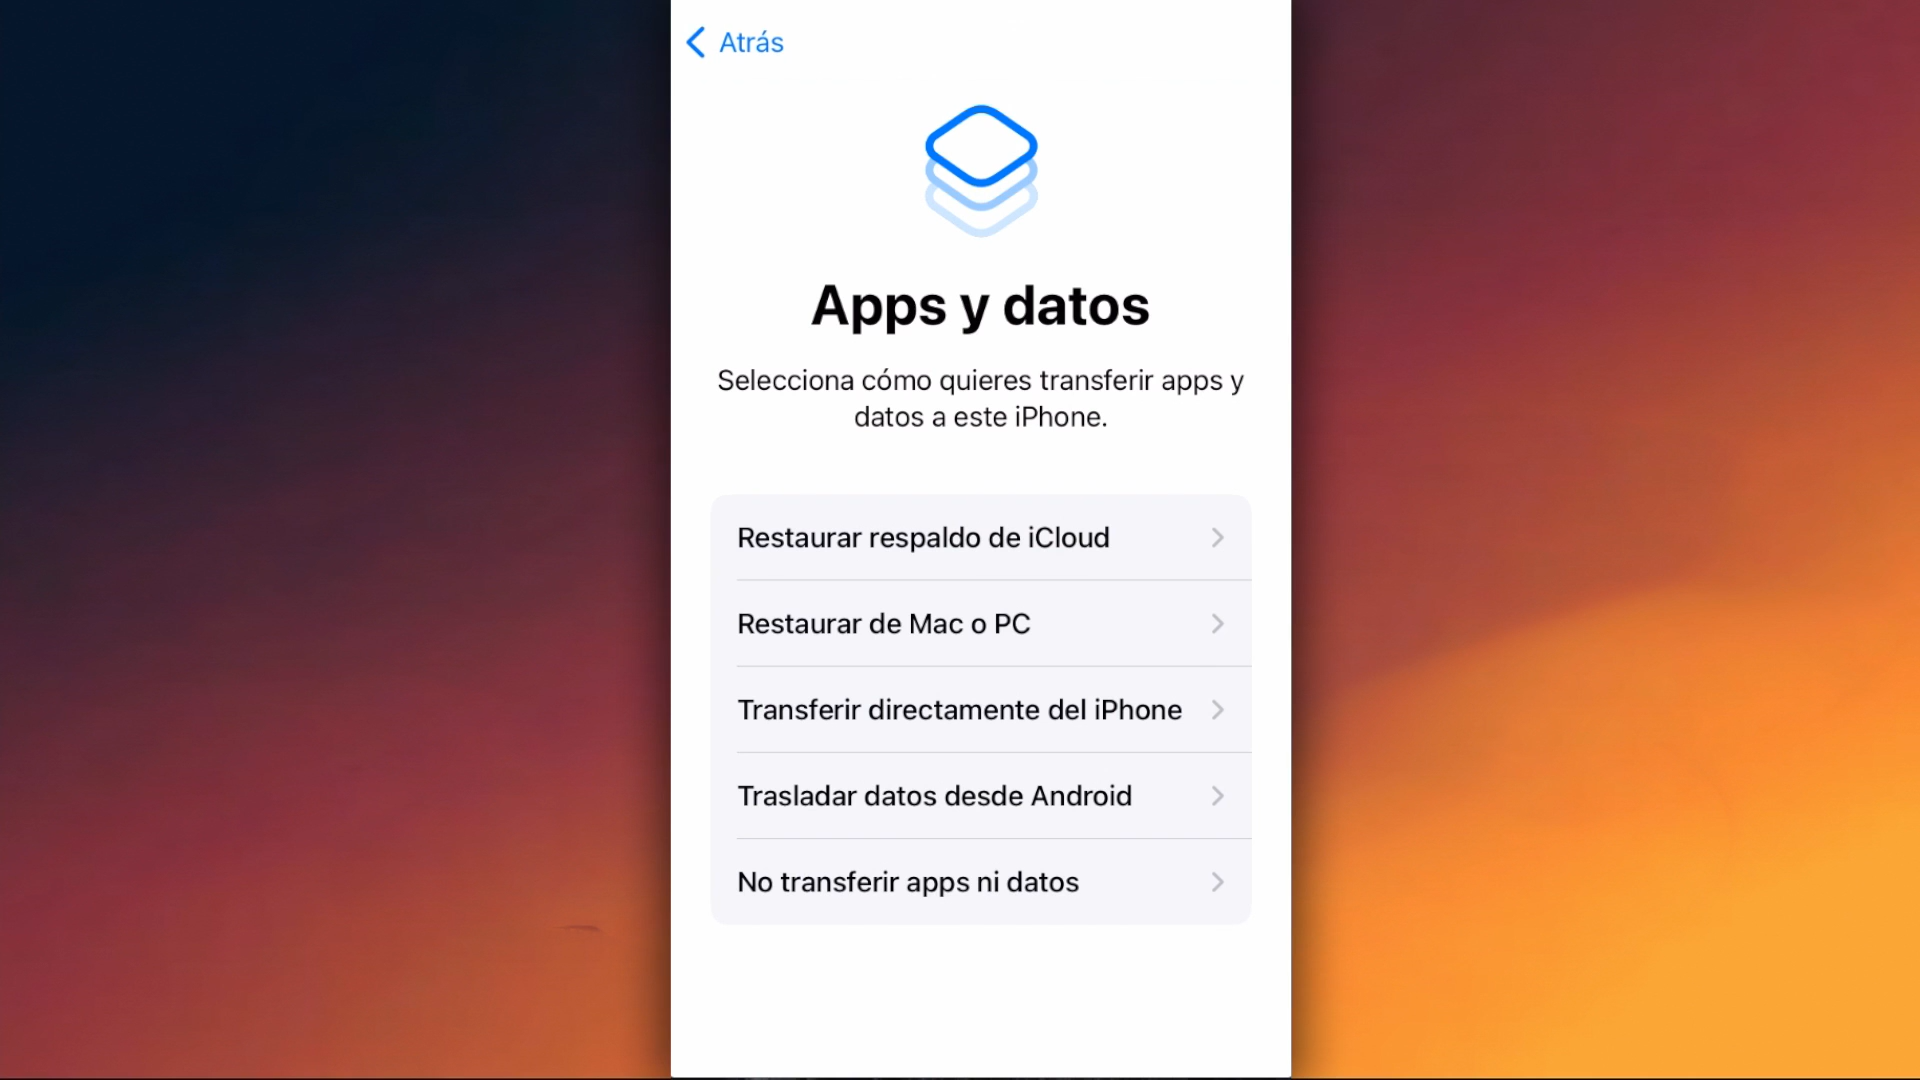 Atrás
Apps y datos
Selecciona cómo quieres transferir apps y
datos a este iPhone.
Restaurar respaldo de iCloud
Restaurar de Mac o PC
Transferir directamente del iPhone
Trasladar datos desde Android
No transferir apps ni datos